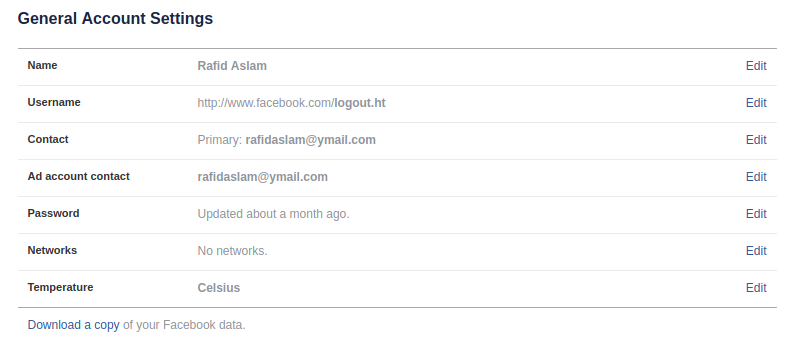 General Account Settings
Name Rafid Aslam Edit
Username http://www.facebook.com/logout.ht Edit
Contact Primary: rafidaslam@ymail.com Edit
Ad account contact rafidaslam@ymail.com Edit
Password Updated about a month ago. Edit
Networks No networks. Edit
Temperature Celsius Edit
Download a copy of your Facebook data.